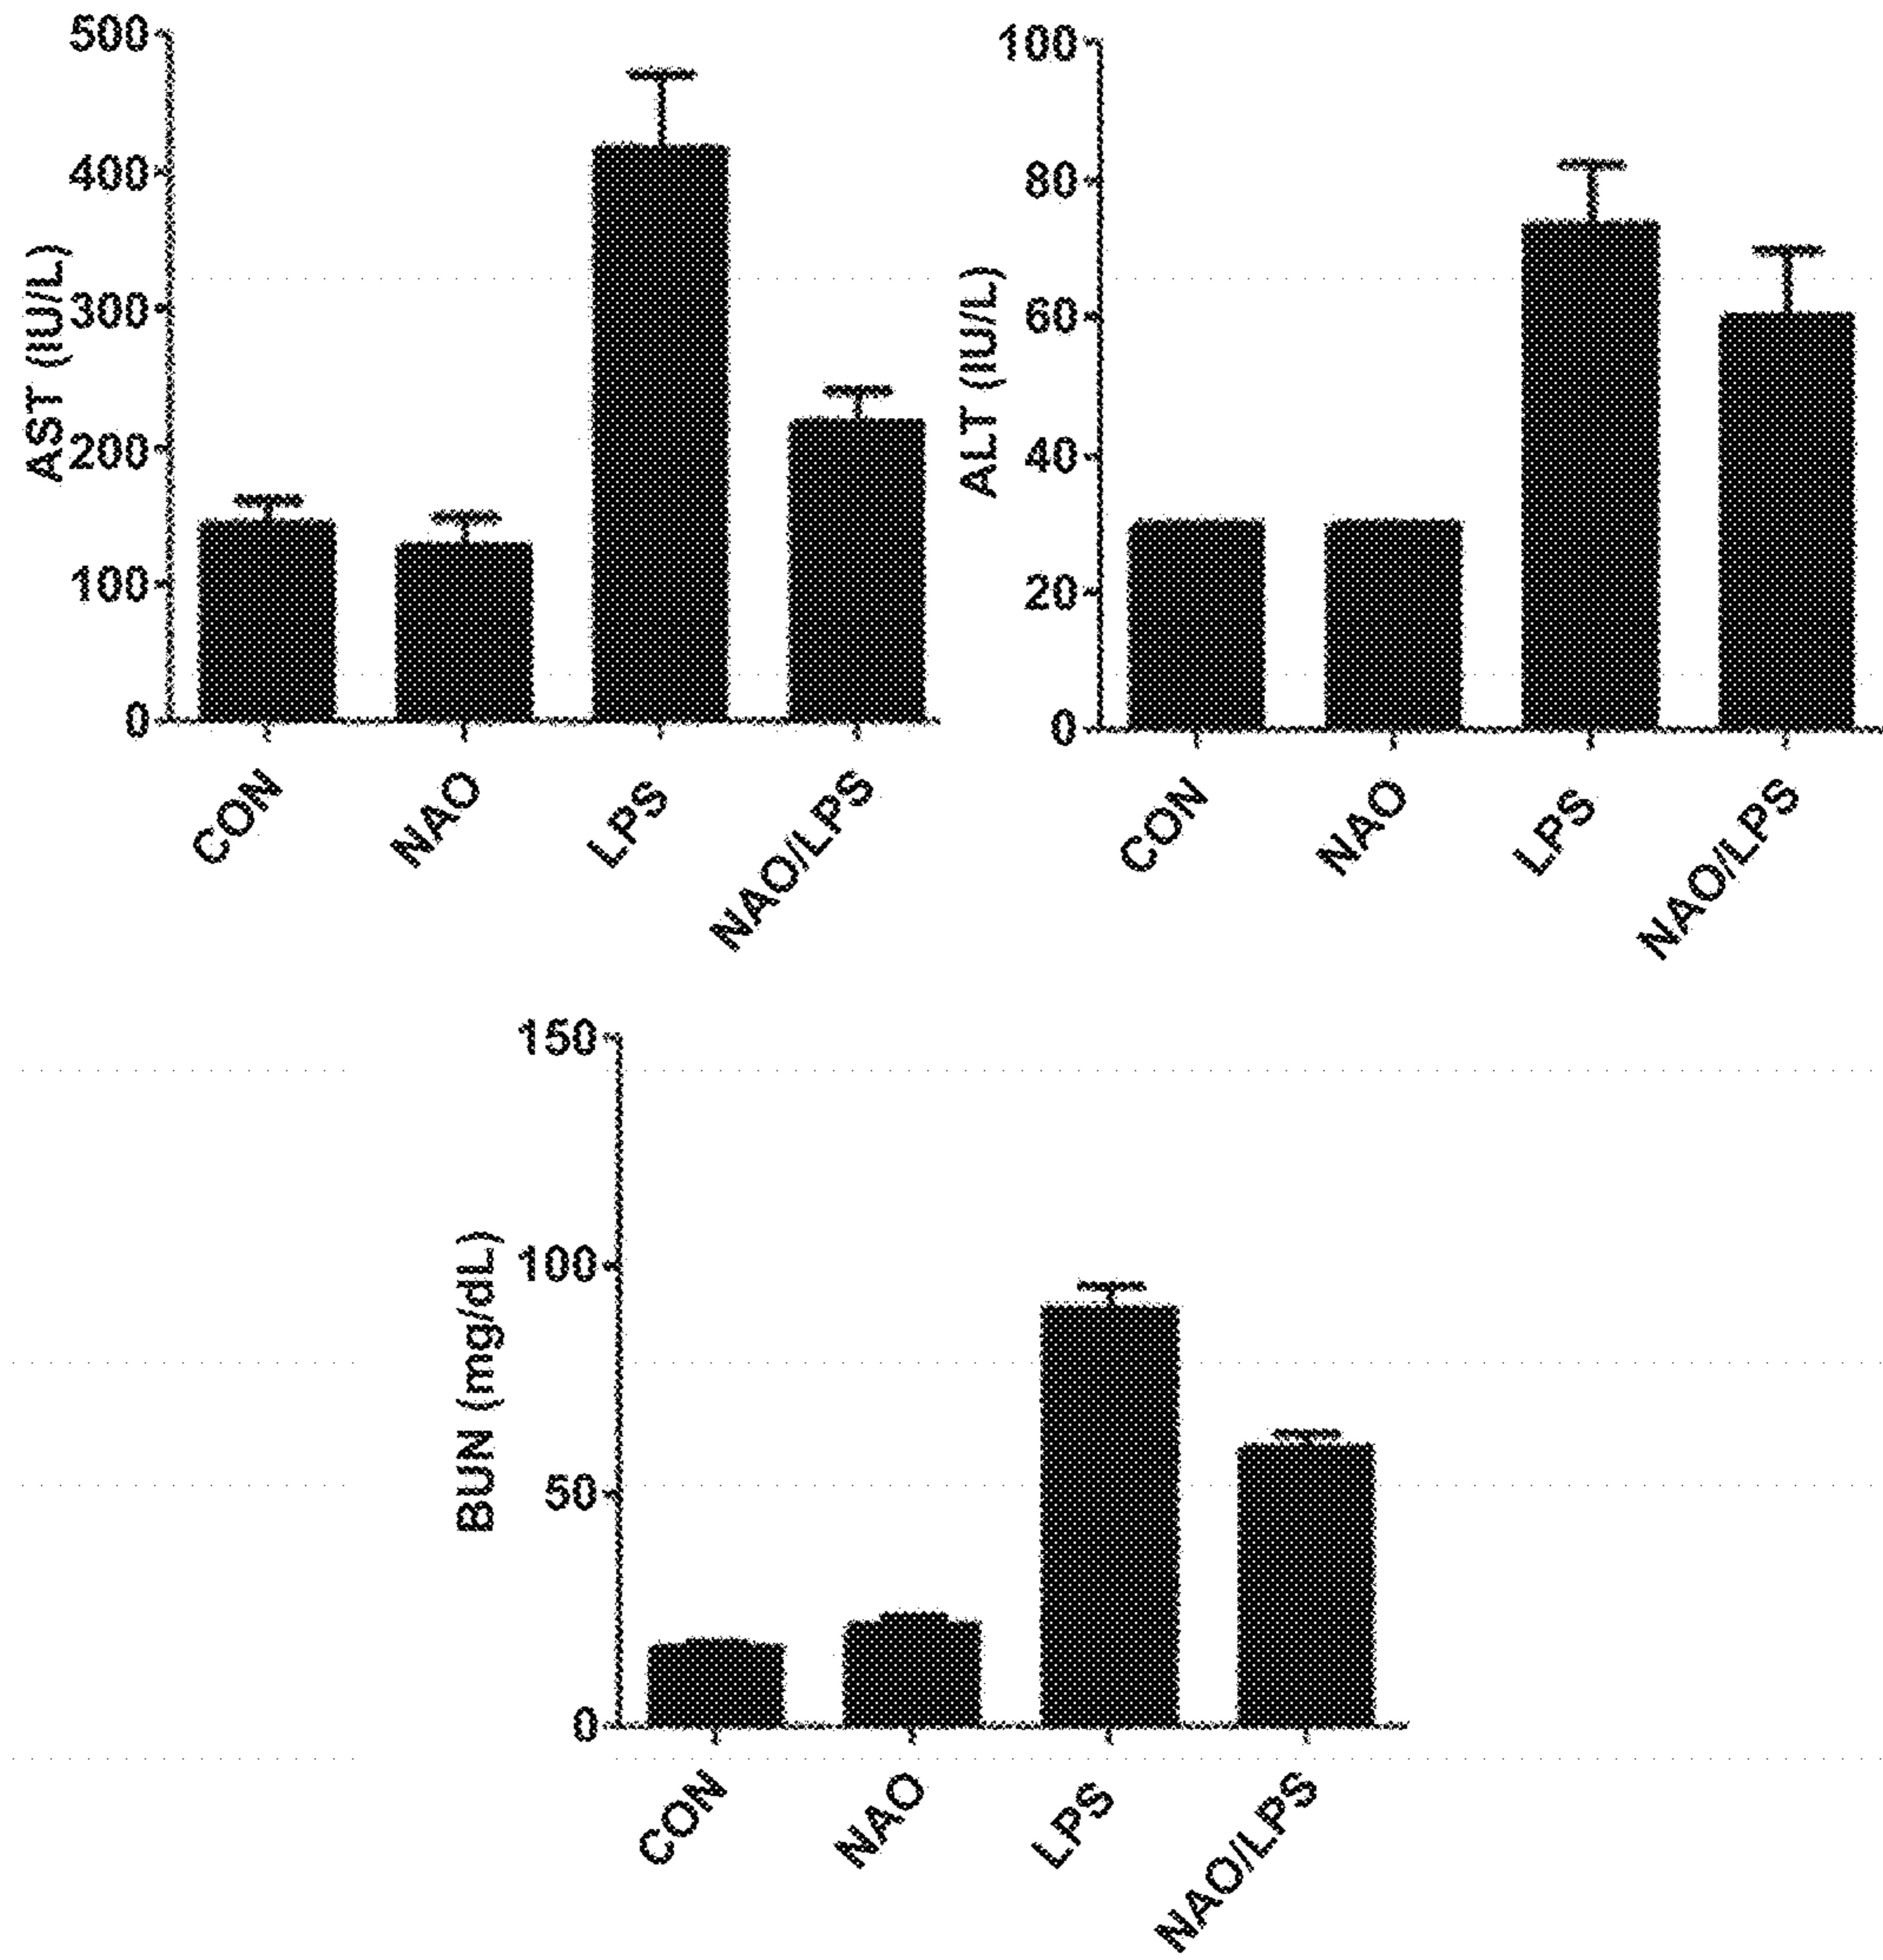 500
400
300
200
100
0
AST (IU/L)
CON
NAO
LPS
NAO/LPS
100
80
60
40
20
0
ALT (IU/L)
CON
NAO
LPS
NAO/LPS
150
100
50
0
BUN (mg/dL)
CON
NAO
LPS
NAO/LPS